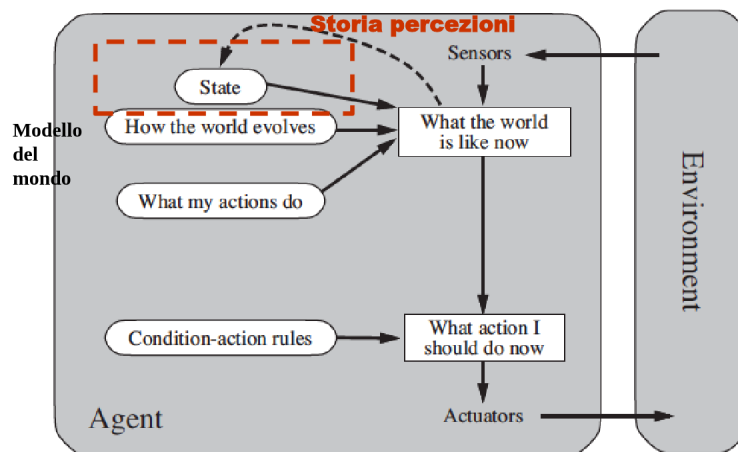 Storia percezioni
Sensors
State
How the world evolves
What the world
is like now
Modello
del
mondo
What my actions do
Environment
Condition-action rules
What action I
should do now
Agent
Actuators